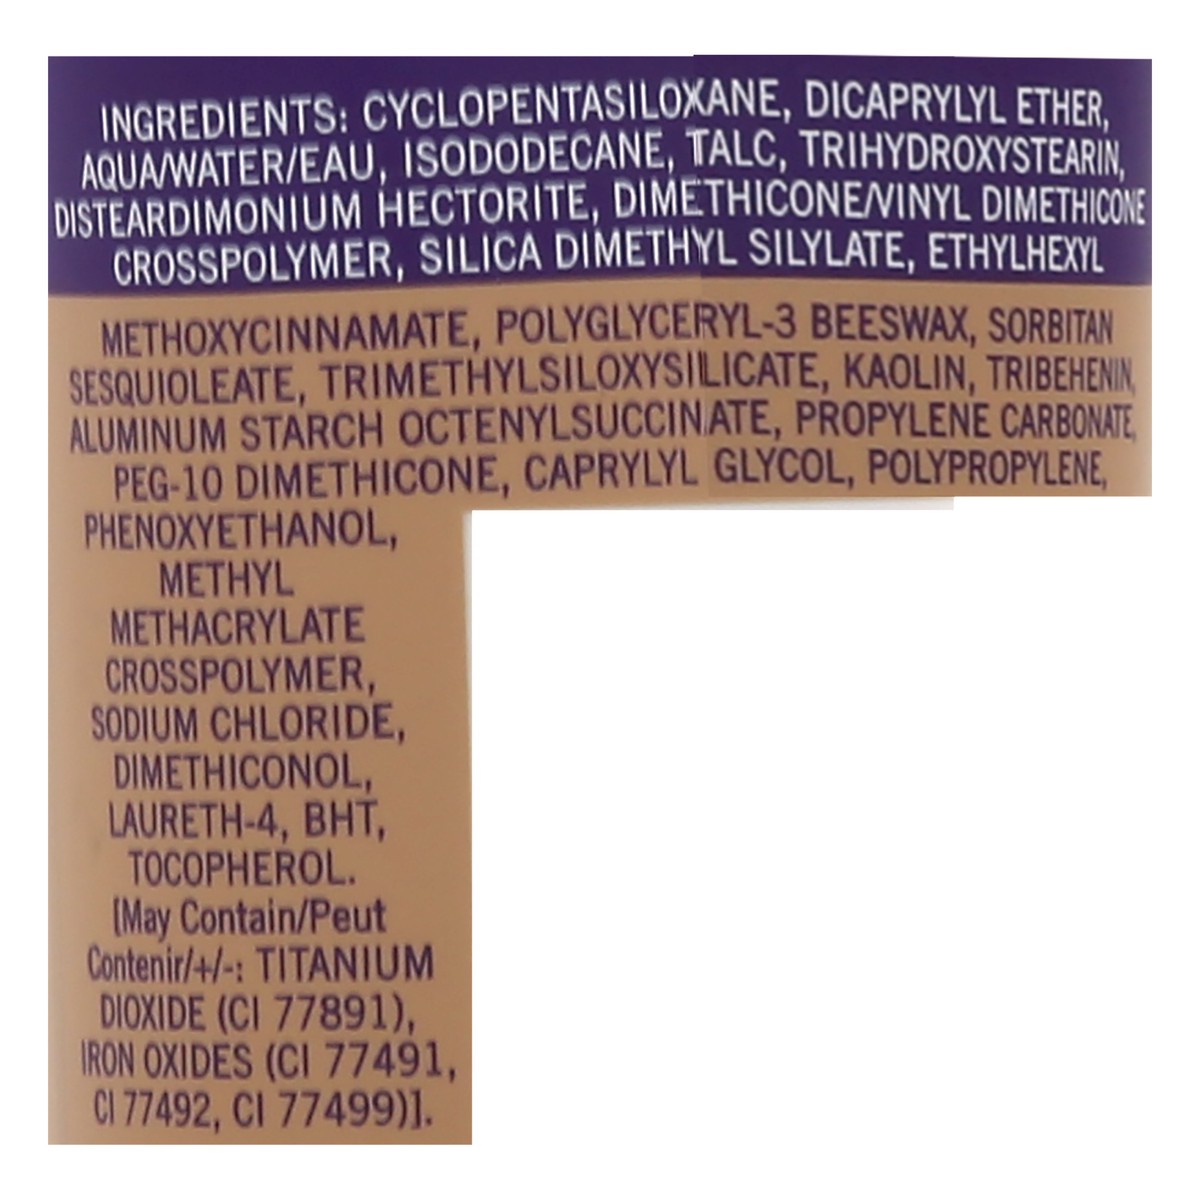 INGREDIENTS: CYCLOPENTASILOXANE, DICAPRYLYL ETHER,
AQUA/WATER/EAU, ISODODECANE, TALC, TRIHYDROXYSTEARIN,
DISTEARDIMONIUM HECTORITE, DIMETHICONE/VINYL DIMETHICONE
CROSSPOLYMER, SILICA DIMETHYL SILYLATE, ETHYLHEXYL
METHOXYCINNAMATE, POLYGLYCERYL-3 BEESWAX, SORBITAN
SESQUIOLEATE, TRIMETHYLSILOXYSILICATE, KAOLIN, TRIBEHENIN,
ALUMINUM STARCH OCTENYLSUCCINATE, PROPYLENE CARBONATE,
PEG-10 DIMETHICONE, CAPRYLYL GLYCOL, POLYPROPYLENE,
PHENOXYETHANOL,
METHYL
METHACRYLATE
CROSSPOLYMER,
SODIUM CHLORIDE,
DIMETHICONOL,
LAURETH-4, BHT,
TOCOPHEROL.
[May Contain/Peut
Contenir/+/-: TITANIUM
DIOXIDE (CI 77891),
IRON OXIDES (CI 77491,
CI 77492, CI 77499)].